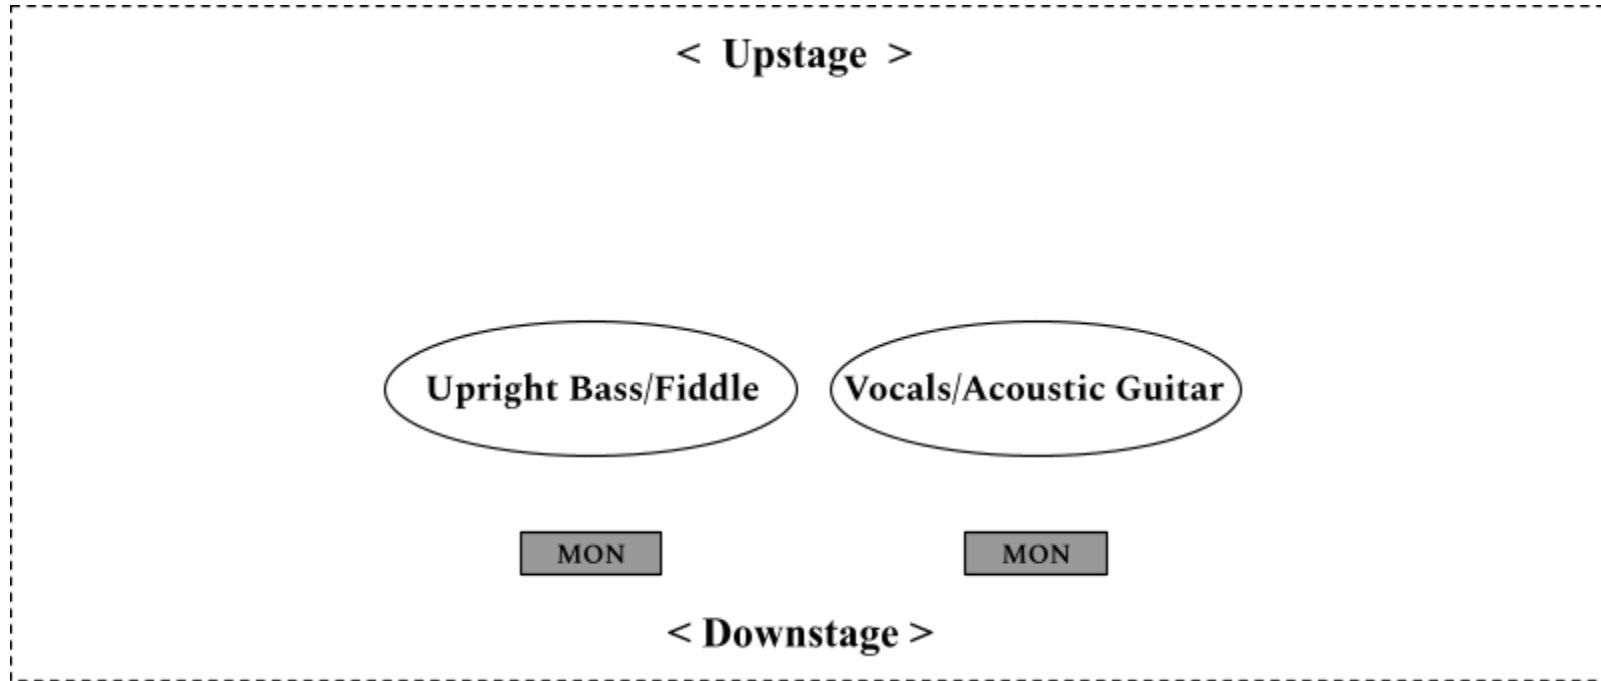 < Upstage >
Upright Bass/Fiddle
Vocals/Acoustic Guitar
MON
MON
< Downstage >